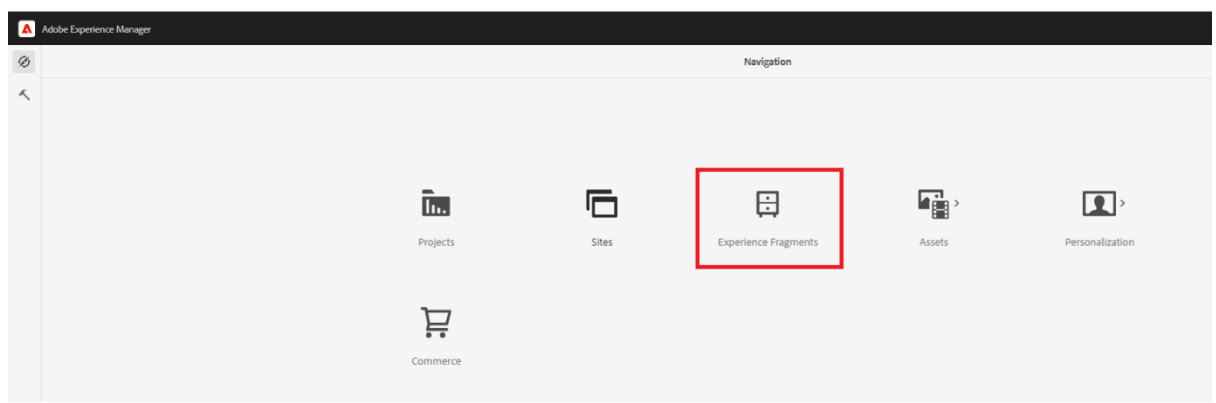 Adobe Experience Manager
Navigation
Projects
Sites
Experience Fragments
Assets
Personalization
Commerce